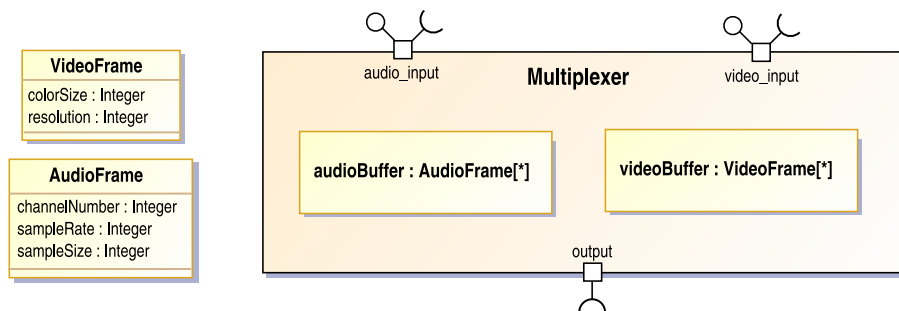 VideoFrame
colorSize : Integer
resolution : Integer
AudioFrame
channelNumber : Integer
sampleRate : Integer
sampleSize : Integer
audio_input
Multiplexer
video_input
audioBuffer : AudioFrame[*]
videoBuffer : VideoFrame[*]
output